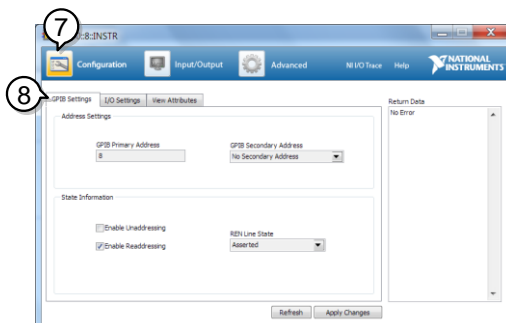 7
::8::INSTR
Configuration
Input/Output
Advanced
NI I/O Trace
Help
NATIONAL
INSTRUMENTS
8
GPIB Settings
I/O Settings
View Attributes
Return Data
No Error
Address Settings
GPIB Primary Address
8
GPIB Secondary Address
No Secondary Address
State Information
Enable Unaddressing
Enable Readdressing
REN Line State
Asserted
Refresh
Apply Changes